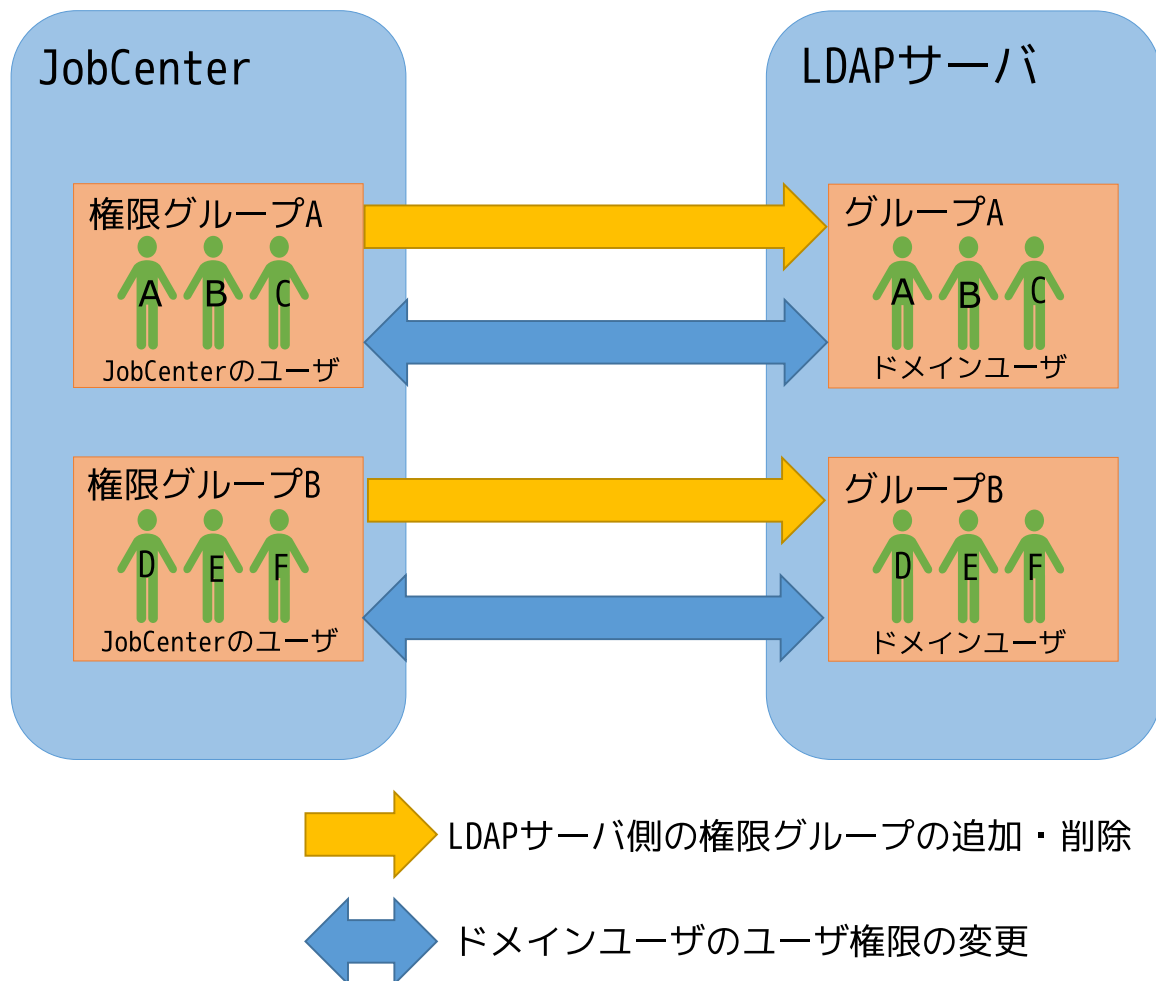 JobCenter
LDAPサーバ
権限グループA
A B C
JobCenterのユーザ
グループA
A B C
ドメインユーザ
権限グループB
D E F
JobCenterのユーザ
グループB
D E F
ドメインユーザ
LDAPサーバ側の権限グループの追加・削除
ドメインユーザのユーザ権限の変更